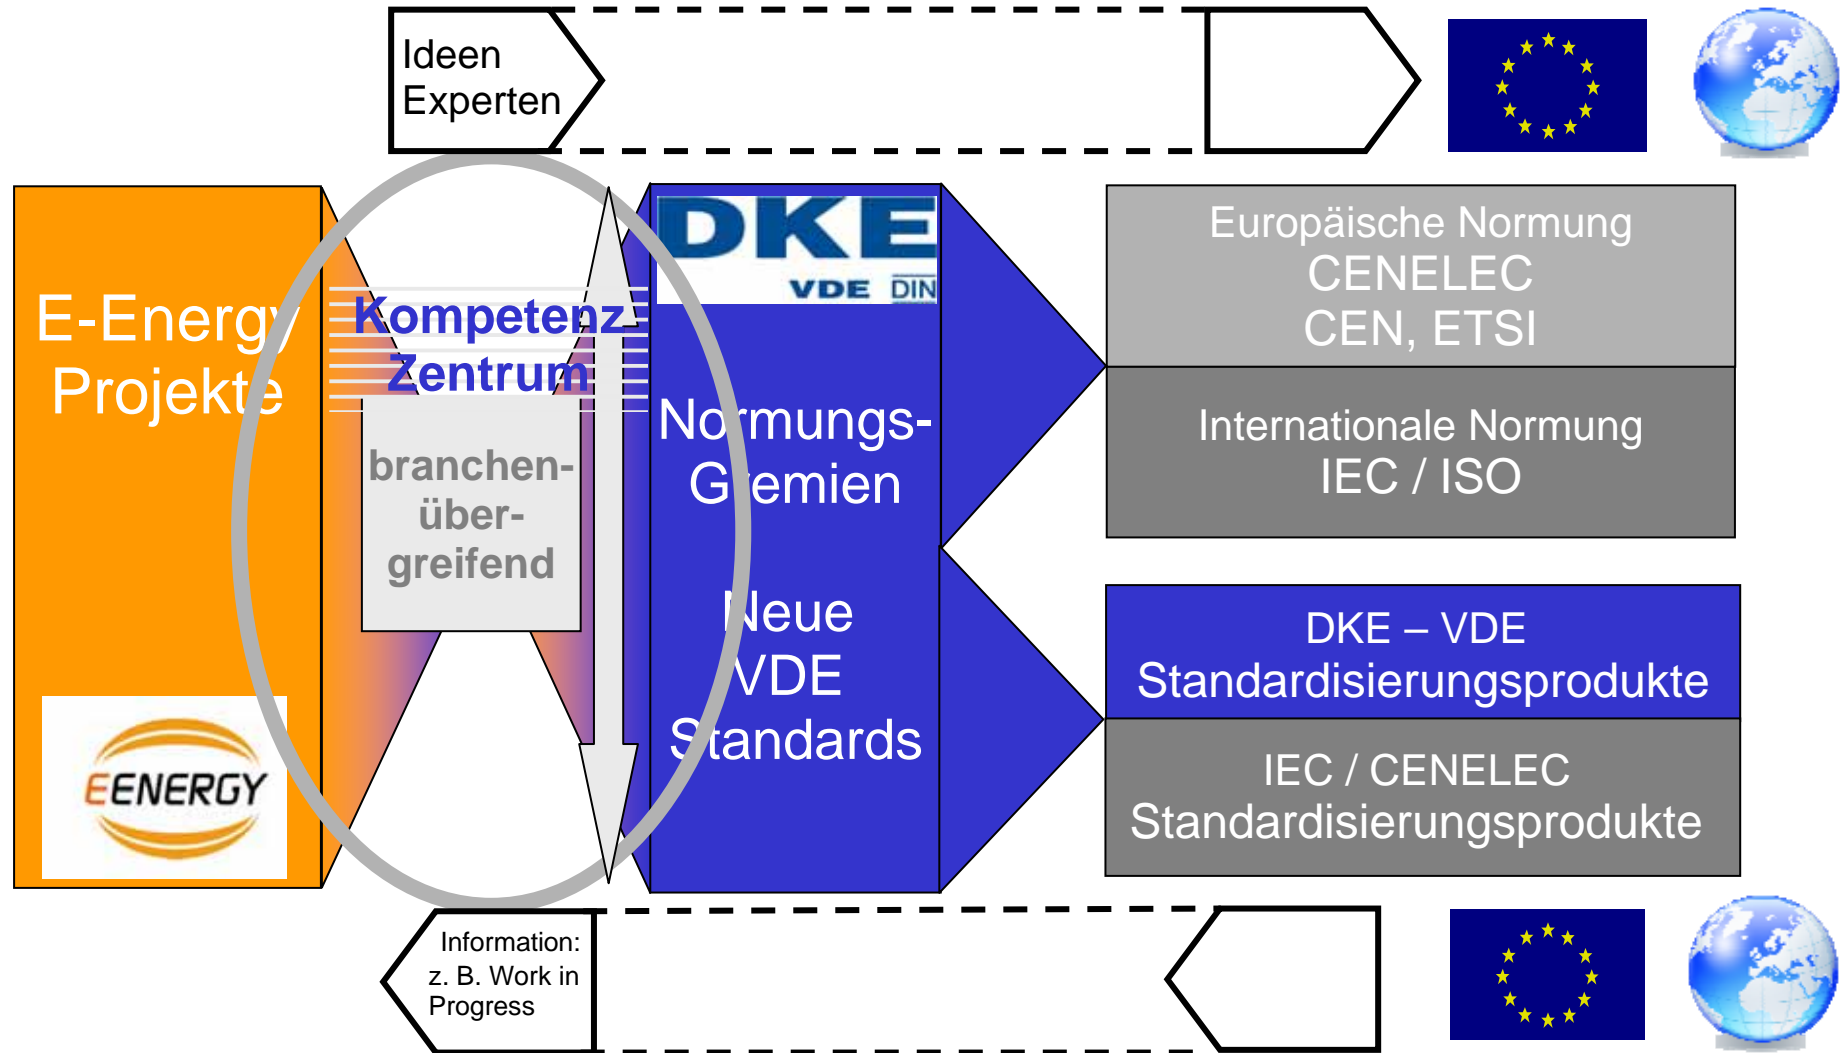 Ideen
Experten
E-Energy
Projekte
EENERGY
Kompetenz
Zentrum
branchen-
über-
greifend
DKE
VDE DIN
Normungs-
Gremien
Neue
VDE
Standards
Europäische Normung
CENELEC
CEN, ETSI
Internationale Normung
IEC / ISO
DKE – VDE
Standardisierungsprodukte
IEC / CENELEC
Standardisierungsprodukte
Information:
z. B. Work in
Progress